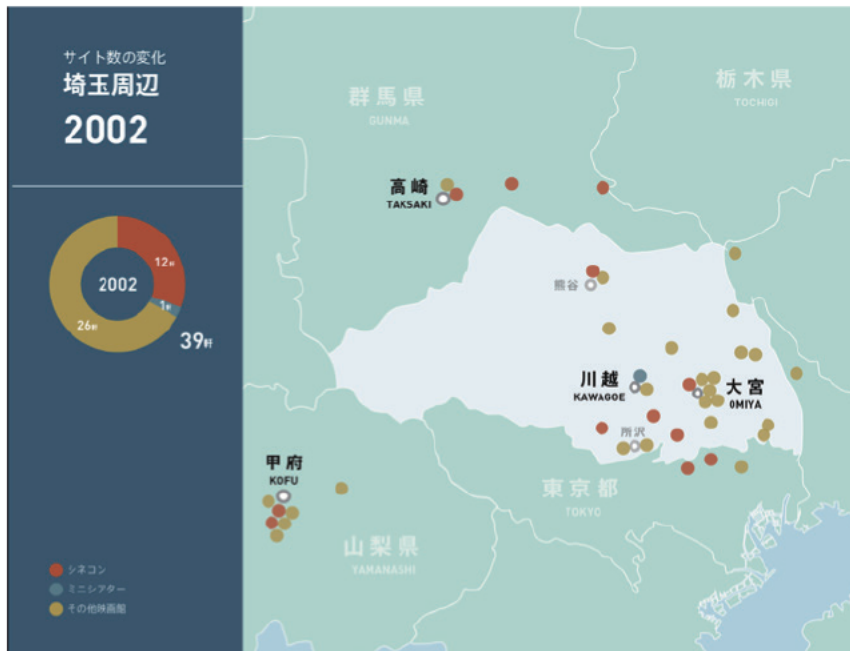 サイト数の変化
埼玉周辺
2002
2002
12軒
1軒
26軒
39軒
シネコン
ミニシアター
その他映画館
群馬県
GUNMA
栃木県
TOCHIGI
高崎
TAKSAKI
熊谷
川越
KAWAGOE
大宮
OMIYA
所沢
甲府
KOFU
東京都
TOKYO
山梨県
YAMANASHI